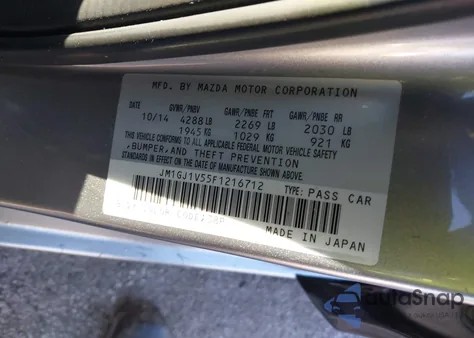 MFD. BY MAZDA MOTOR CORPORATION
10/14 GVWR/PNBV GAWR/PNBE FRT GAWR/PNBE RR
4288 LB 2269 LB 2030 LB
1945 KG 1029 KG 921 KG
THIS VEHICLE CONFORMS TO ALL APPLICABLE FEDERAL MOTOR VEHICLE SAFETY
, BUMPER, AND THEFT PREVENTION
STANDARDS IN EFFECT ON THE DATE OF MANUFACTURE SHOWN ABOVE.
JM1GJ1V55F1216712 TYPE: PASS CAR
MADE IN JAPAN
autoSnap